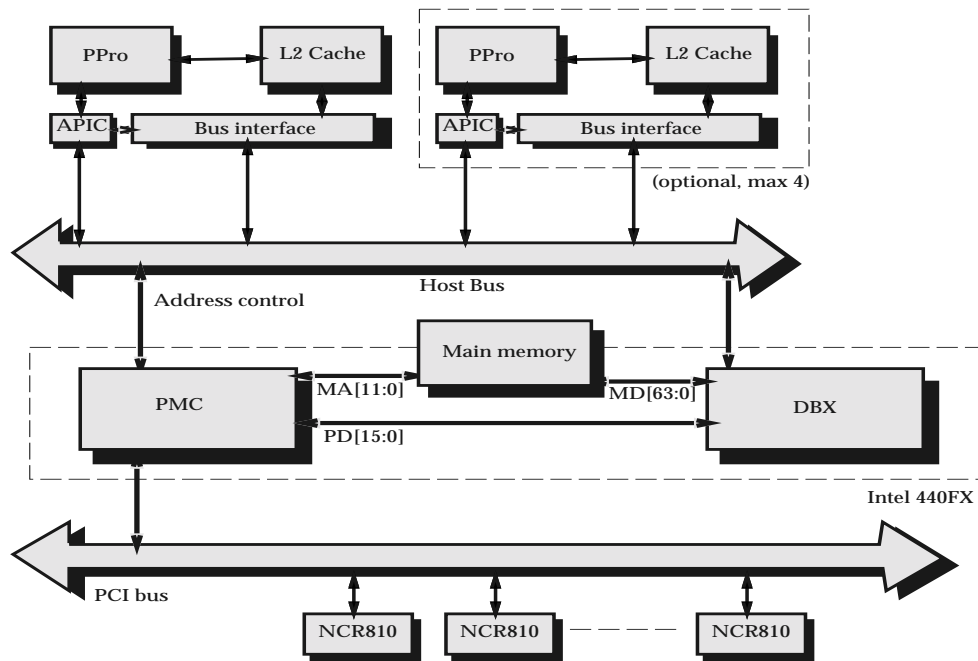 PPro
L2 Cache
PPro
L2 Cache
APIC
Bus interface
APIC
Bus interface
(optional, max 4)
Host Bus
Address control
Main memory
MA[11:0]
MD[63:0]
PMC
DBX
PD[15:0]
Intel 440FX
PCI bus
NCR810
NCR810
NCR810